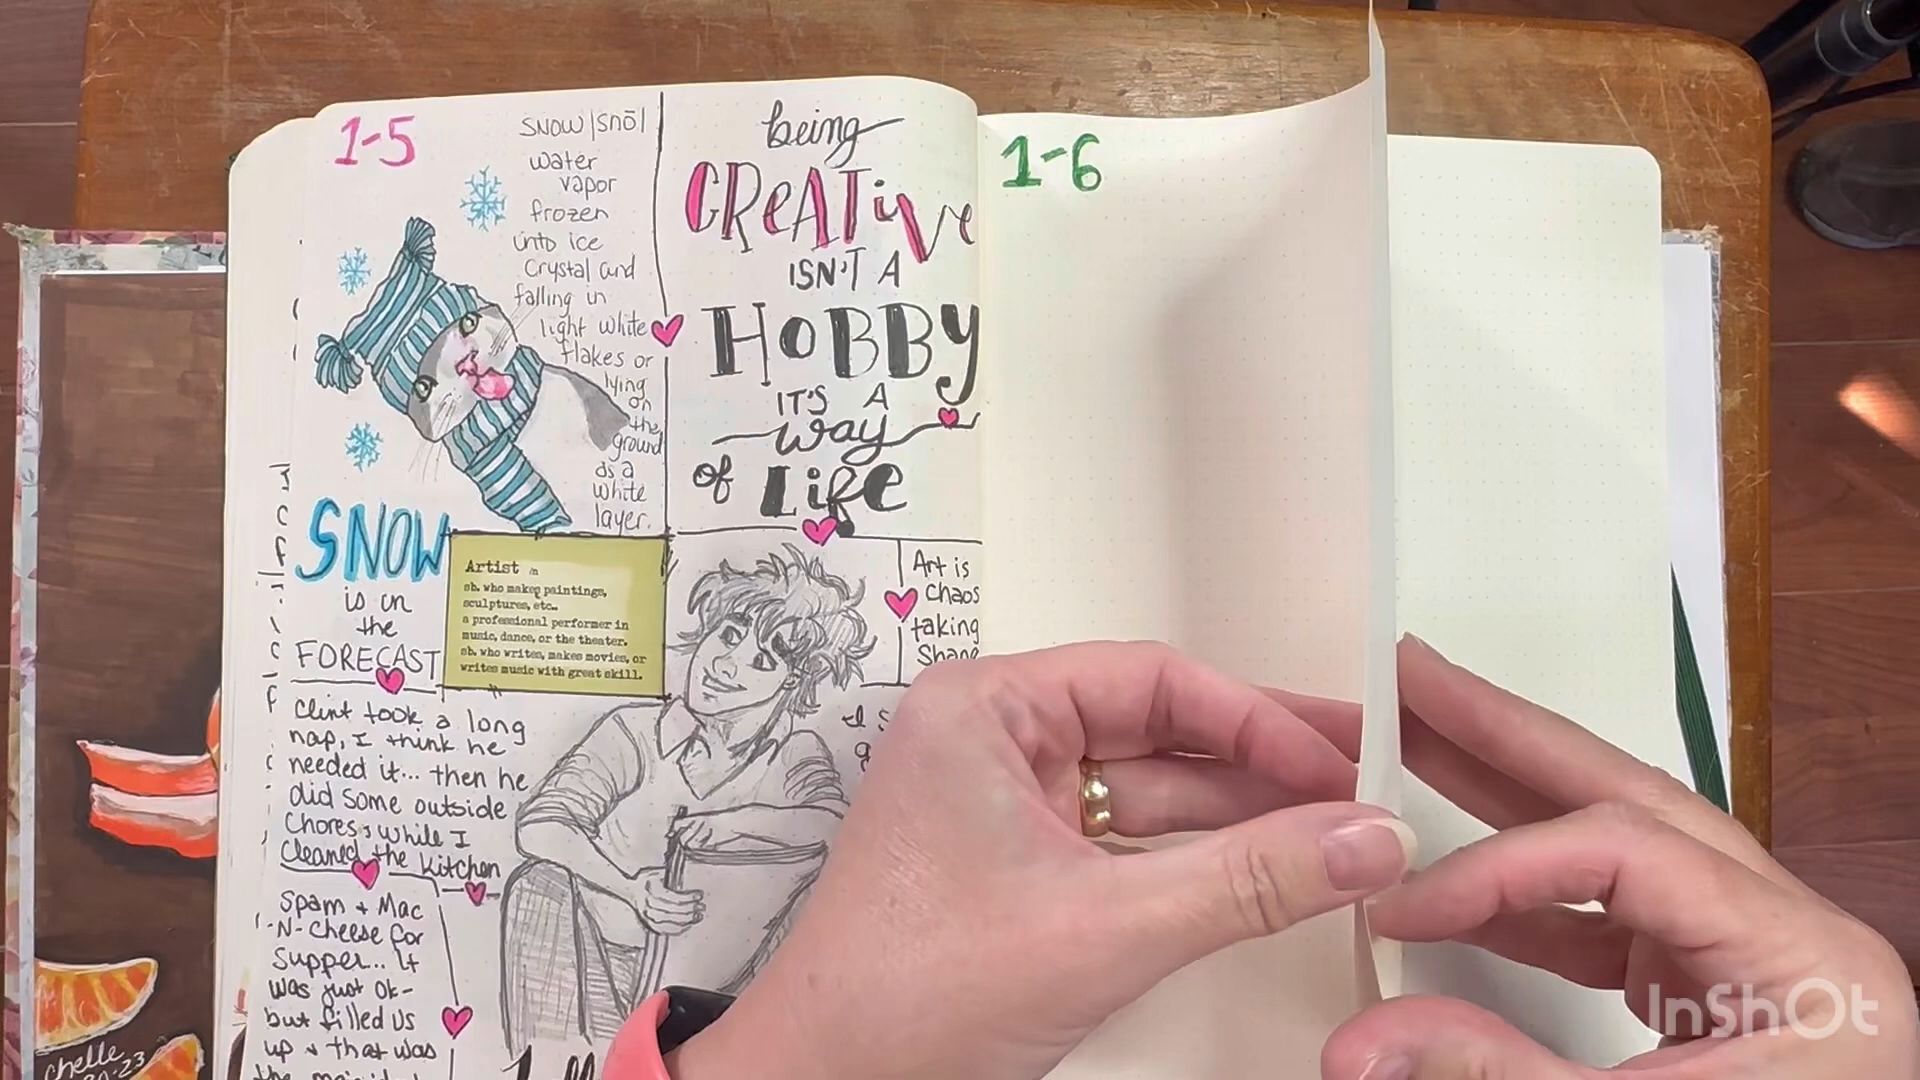 1-5
SNOW|snō|
water
vapor
frozen
into ice
Crystal and
falling in
light white
flakes or
lying
on
the
ground
as a
white
layer.
SNOW
is in
the
FORECAST
being
CREATive
ISN'T A
HOBBY
IT'S A
way
of Life
Artist n
sb. who makes paintings,
sculptures, etc..
a professional performer in
music, dance, or the theater.
sb. who writes, makes movies, or
writes music with great skill.
Art is
chaos
taking
Clint took a long
nap, I think he
needed it... then he
did some outside
Chores, while I
Cleaned the kitchen
Spam + Mac
-N-Cheese for
Supper.. It
was just ok-
but filled us
up & that was
the
1-6
chelle
InShOt